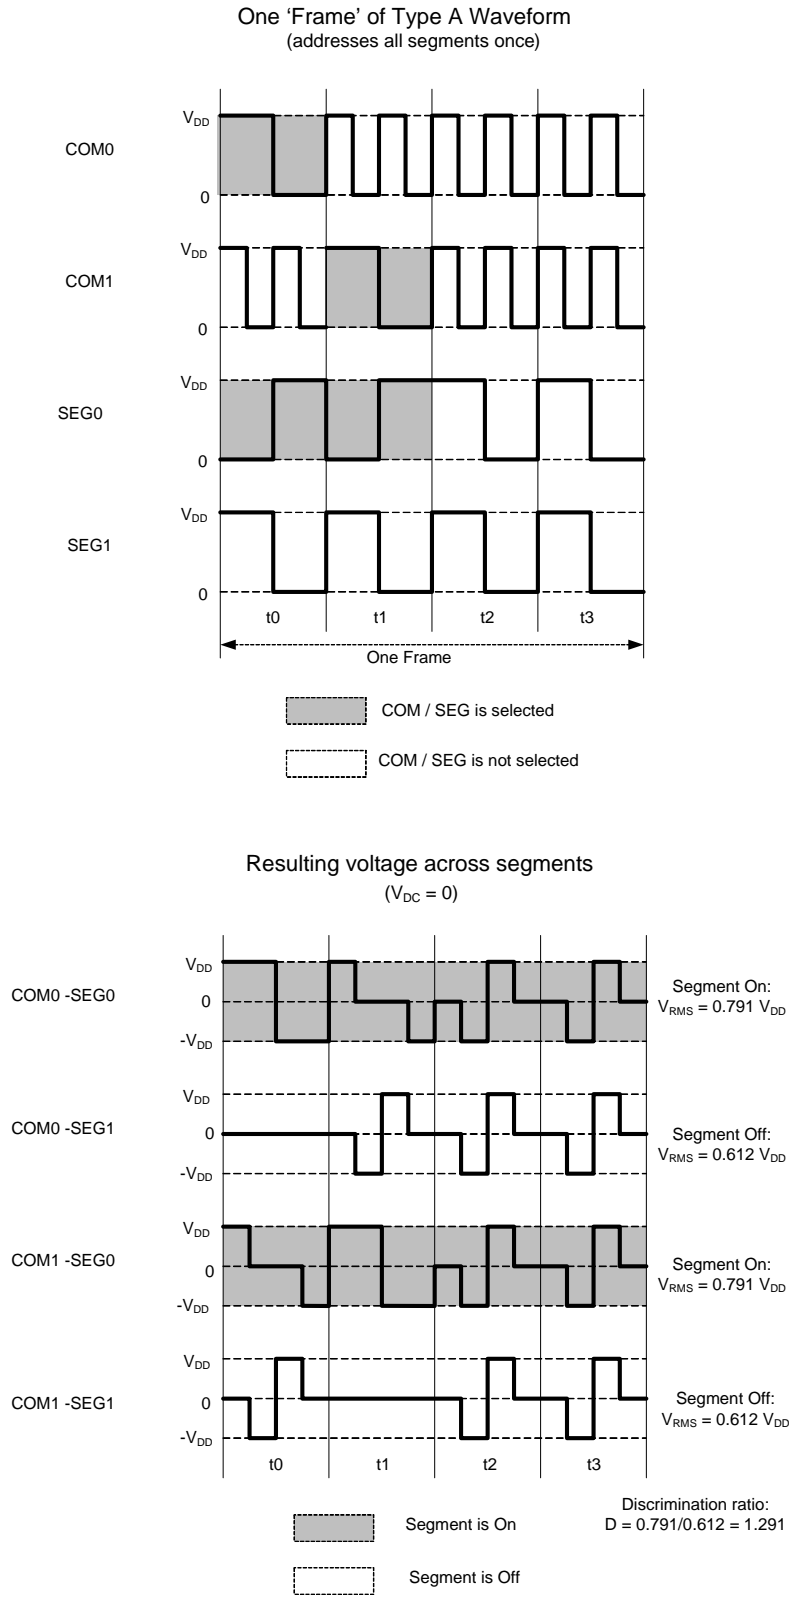 One ‘Frame’ of Type A Waveform
(addresses all segments once)
COM0
VDD
0
COM1
VDD
0
SEG0
VDD
0
SEG1
VDD
0
t0 t1 t2 t3
One Frame
COM / SEG is selected
COM / SEG is not selected
Resulting voltage across segments
(VDC = 0)
COM0 -SEG0
VDD
0
-VDD
Segment On:
VRMS = 0.791 VDD
COM0 -SEG1
VDD
0
-VDD
Segment Off:
VRMS = 0.612 VDD
COM1 -SEG0
VDD
0
-VDD
Segment On:
VRMS = 0.791 VDD
COM1 -SEG1
VDD
0
-VDD
Segment Off:
VRMS = 0.612 VDD
t0 t1 t2 t3
Segment is On
Discrimination ratio:
D = 0.791/0.612 = 1.291
Segment is Off